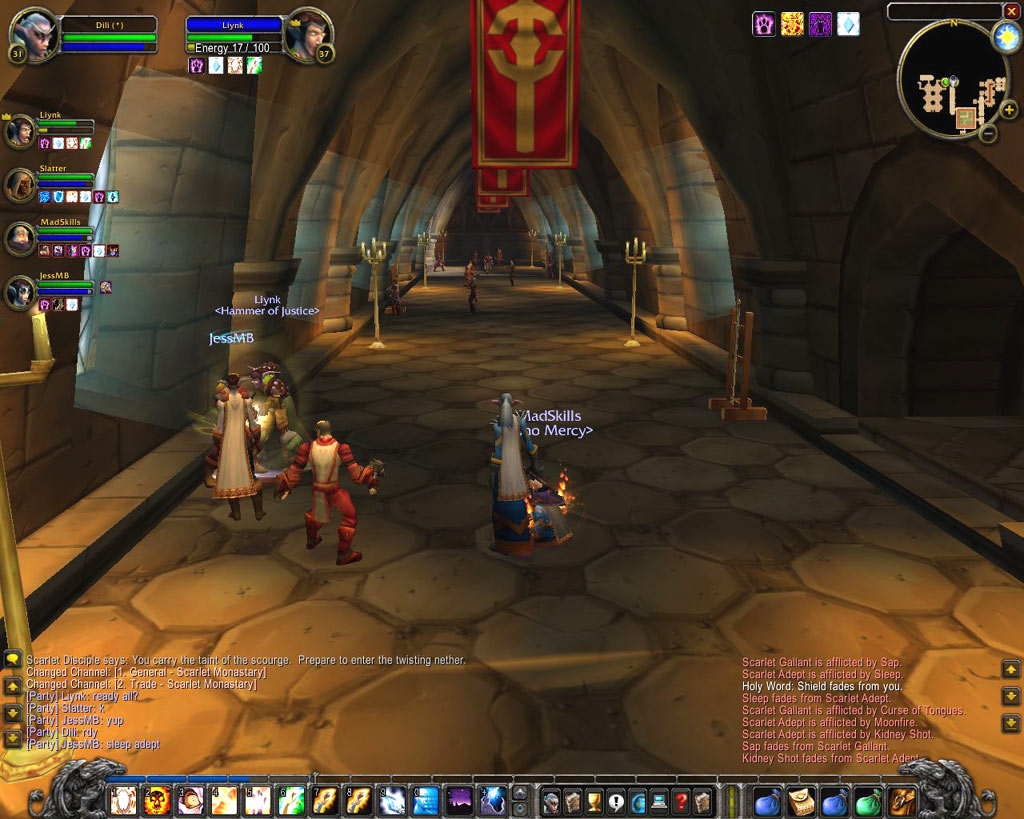 Dili (*)
31
Liynk
Energy 17 / 100
37
N
Liynk
Slatter
MadSkills
JessMB
Liynk
<Hammer of Justice>
JessMB
MadSkills
no Mercy>
Scarlet Disciple says: You carry the taint of the scourge. Prepare to enter the twisting nether.
Changed Channel: [1. General - Scarlet Monastary]
Changed Channel: [2. Trade - Scarlet Monastary]
[Party] Liynk: ready all?
[Party] Slatter: k
[Party] JessMB: yup
[Party] Dili: rdy
[Party] JessMB: sleep adept
Scarlet Gallant is afflicted by Sap.
Scarlet Adept is afflicted by Sleep.
Holy Word: Shield fades from you.
Sleep fades from Scarlet Adept.
Scarlet Gallant is afflicted by Curse of Tongues.
Scarlet Adept is afflicted by Moonfire.
Scarlet Adept is afflicted by Kidney Shot.
Sap fades from Scarlet Gallant.
Kidney Shot fades from Scarlet Adept.